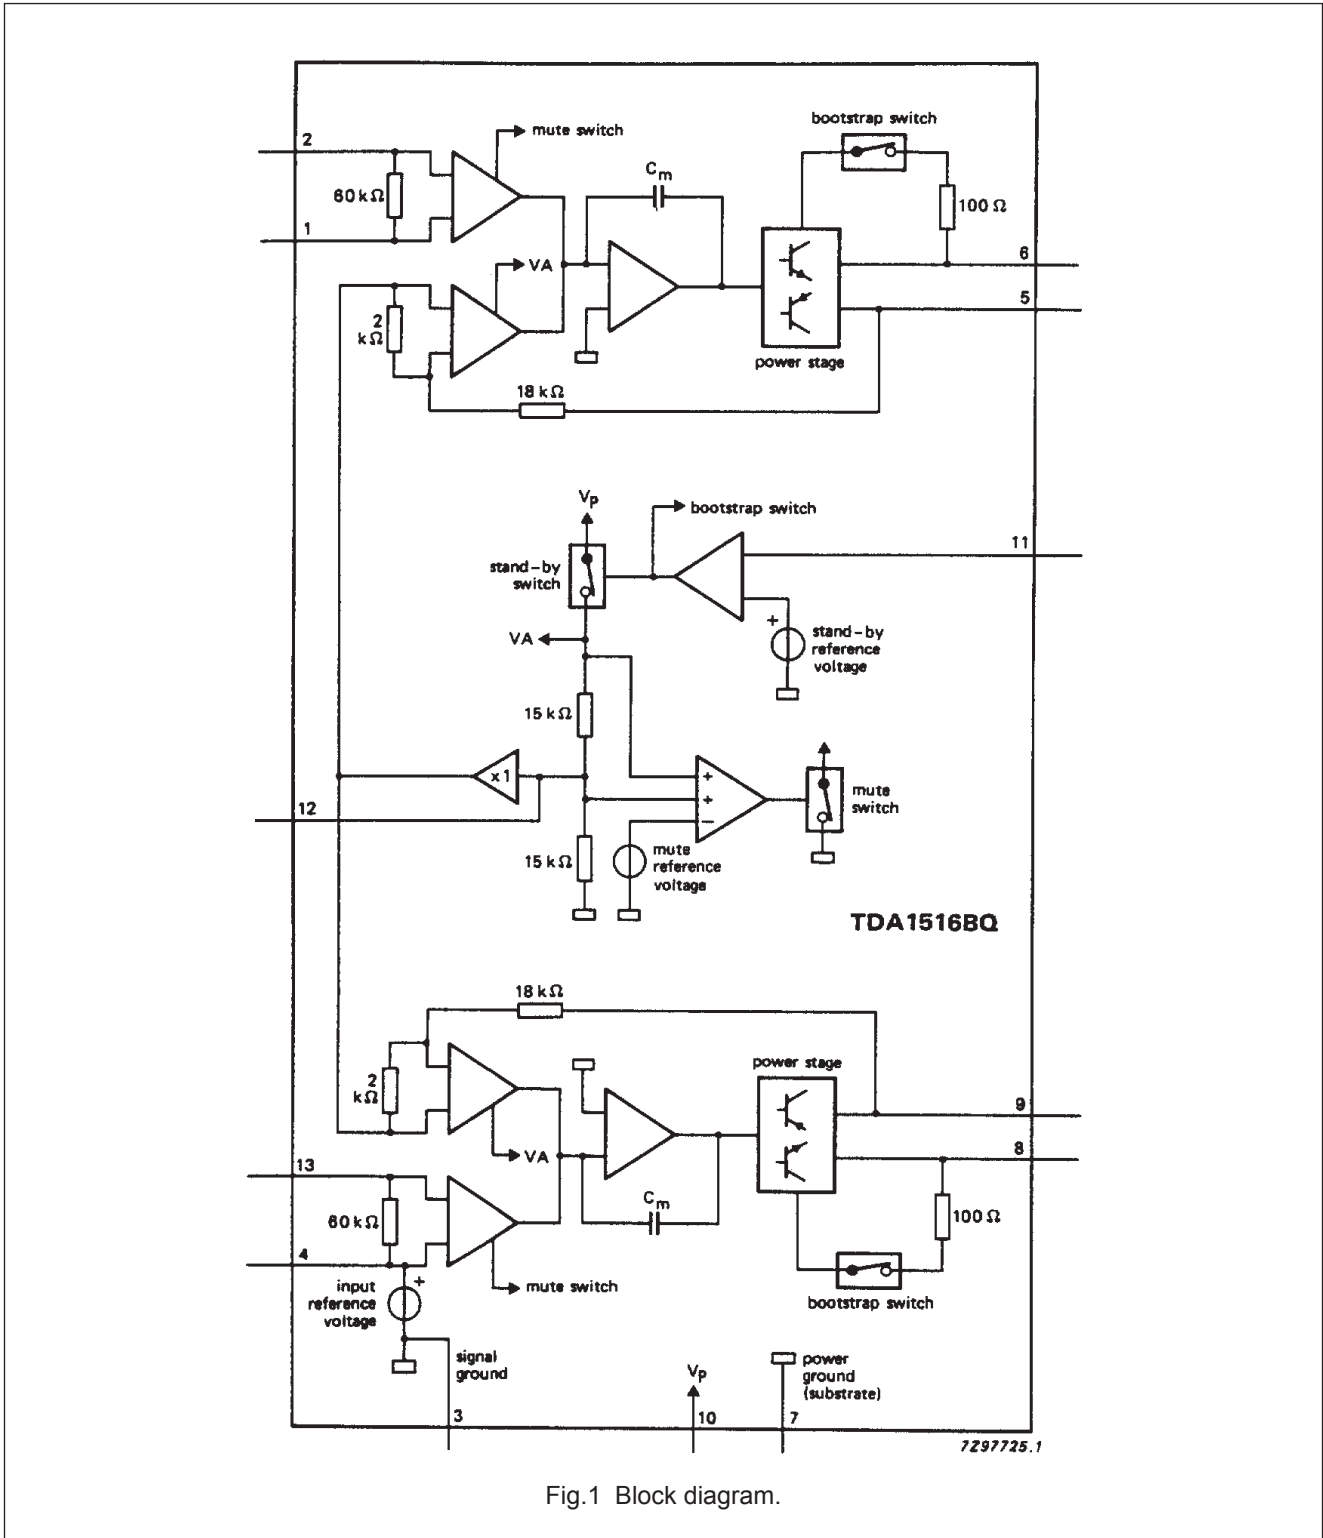 2
mute switch
bootstrap switch
60 kΩ
Cm
100 Ω
1
6
VA
5
2
kΩ
power stage
18 kΩ
Vp
bootstrap switch
11
stand-by
switch
VA
+
stand-by
reference
voltage
15 kΩ
x1
+
+
−
mute
switch
12
15 kΩ
mute
reference
voltage
TDA1516BQ
18 kΩ
power stage
2
kΩ
9
VA
8
13
60 kΩ
Cm
100 Ω
4
+
input
reference
voltage
mute switch
bootstrap switch
signal
ground
Vp
power
ground
(substrate)
3
10
7
7Z97725.1
Fig.1 Block diagram.